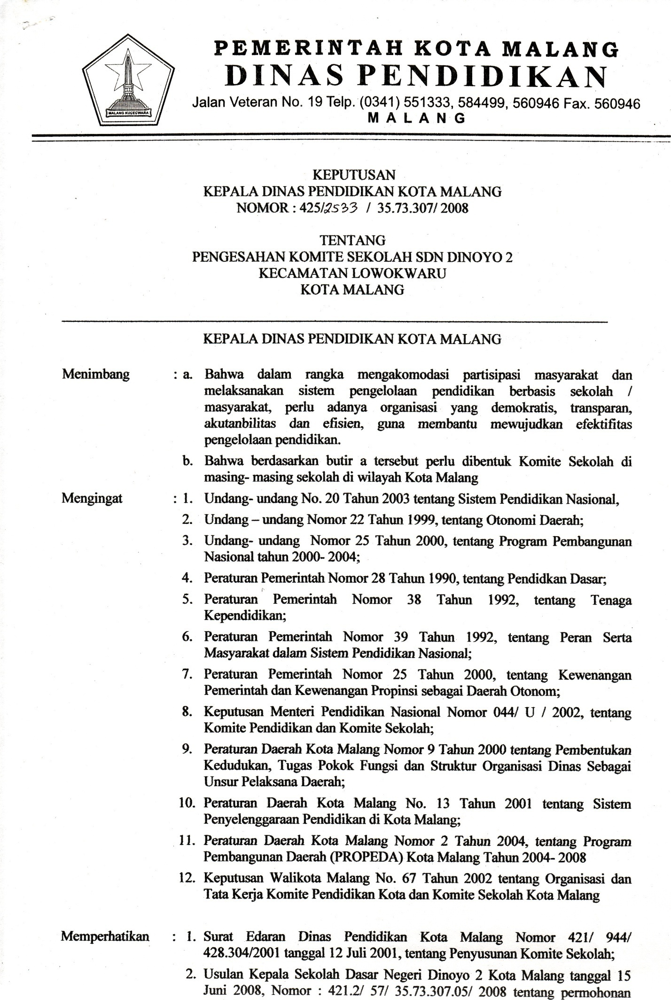 PEMERINTAH KOTA MALANG
DINAS PENDIDIKAN
Jalan Veteran No. 19 Telp. (0341) 551333, 584499, 560946 Fax. 560946
M A L A N G
MALANG KUÇEÇWARA
KEPUTUSAN
KEPALA DINAS PENDIDIKAN KOTA MALANG
NOMOR : 425/2533 / 35.73.307/ 2008
TENTANG
PENGESAHAN KOMITE SEKOLAH SDN DINOYO 2
KECAMATAN LOWOKWARU
KOTA MALANG
KEPALA DINAS PENDIDIKAN KOTA MALANG
Menimbang : a. Bahwa dalam rangka mengakomodasi partisipasi masyarakat dan
melaksanakan sistem pengelolaan pendidikan berbasis sekolah /
masyarakat, perlu adanya organisasi yang demokratis, transparan,
akutanbilitas dan efisien, guna membantu mewujudkan efektifitas
pengelolaan pendidikan.
b. Bahwa berdasarkan butir a tersebut perlu dibentuk Komite Sekolah di
masing- masing sekolah di wilayah Kota Malang
Mengingat : 1. Undang- undang No. 20 Tahun 2003 tentang Sistem Pendidikan Nasional,
2. Undang – undang Nomor 22 Tahun 1999, tentang Otonomi Daerah;
3. Undang- undang Nomor 25 Tahun 2000, tentang Program Pembangunan
Nasional tahun 2000- 2004;
4. Peraturan Pemerintah Nomor 28 Tahun 1990, tentang Pendidkan Dasar;
5. Peraturan Pemerintah Nomor 38 Tahun 1992, tentang Tenaga
Kependidikan;
6. Peraturan Pemerintah Nomor 39 Tahun 1992, tentang Peran Serta
Masyarakat dalam Sistem Pendidikan Nasional;
7. Peraturan Pemerintah Nomor 25 Tahun 2000, tentang Kewenangan
Pemerintah dan Kewenangan Propinsi sebagai Daerah Otonom;
8. Keputusan Menteri Pendidikan Nasional Nomor 044/ U / 2002, tentang
Komite Pendidikan dan Komite Sekolah;
9. Peraturan Daerah Kota Malang Nomor 9 Tahun 2000 tentang Pembentukan
Kedudukan, Tugas Pokok Fungsi dan Struktur Organisasi Dinas Sebagai
Unsur Pelaksana Daerah;
10. Peraturan Daerah Kota Malang No. 13 Tahun 2001 tentang Sistem
Penyelenggaraan Pendidikan di Kota Malang;
11. Peraturan Daerah Kota Malang Nomor 2 Tahun 2004, tentang Program
Pembangunan Daerah (PROPEDA) Kota Malang Tahun 2004- 2008
12. Keputusan Walikota Malang No. 67 Tahun 2002 tentang Organisasi dan
Tata Kerja Komite Pendidikan Kota dan Komite Sekolah Kota Malang
Memperhatikan : 1. Surat Edaran Dinas Pendidikan Kota Malang Nomor 421/ 944/
428.304/2001 tanggal 12 Juli 2001, tentang Penyusunan Komite Sekolah;
2. Usulan Kepala Sekolah Dasar Negeri Dinoyo 2 Kota Malang tanggal 15
Juni 2008, Nomor : 421.2/ 57/ 35.73.307.05/ 2008 tentang permohonan